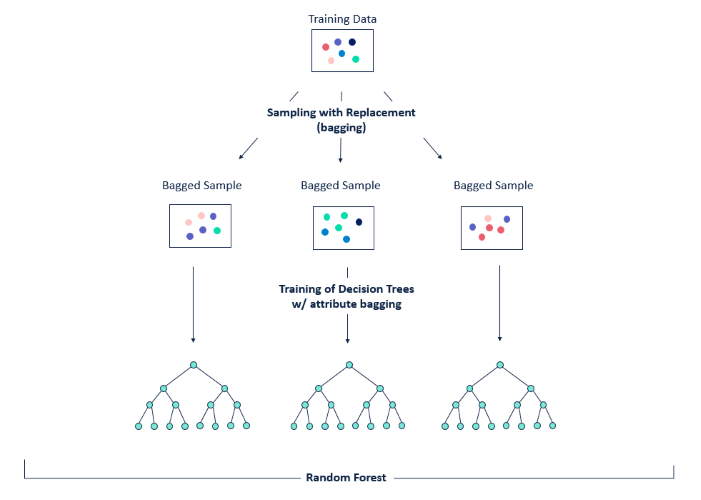 Training Data
Sampling with Replacement
(bagging)
Bagged Sample
Bagged Sample
Bagged Sample
Training of Decision Trees
w/ attribute bagging
Random Forest